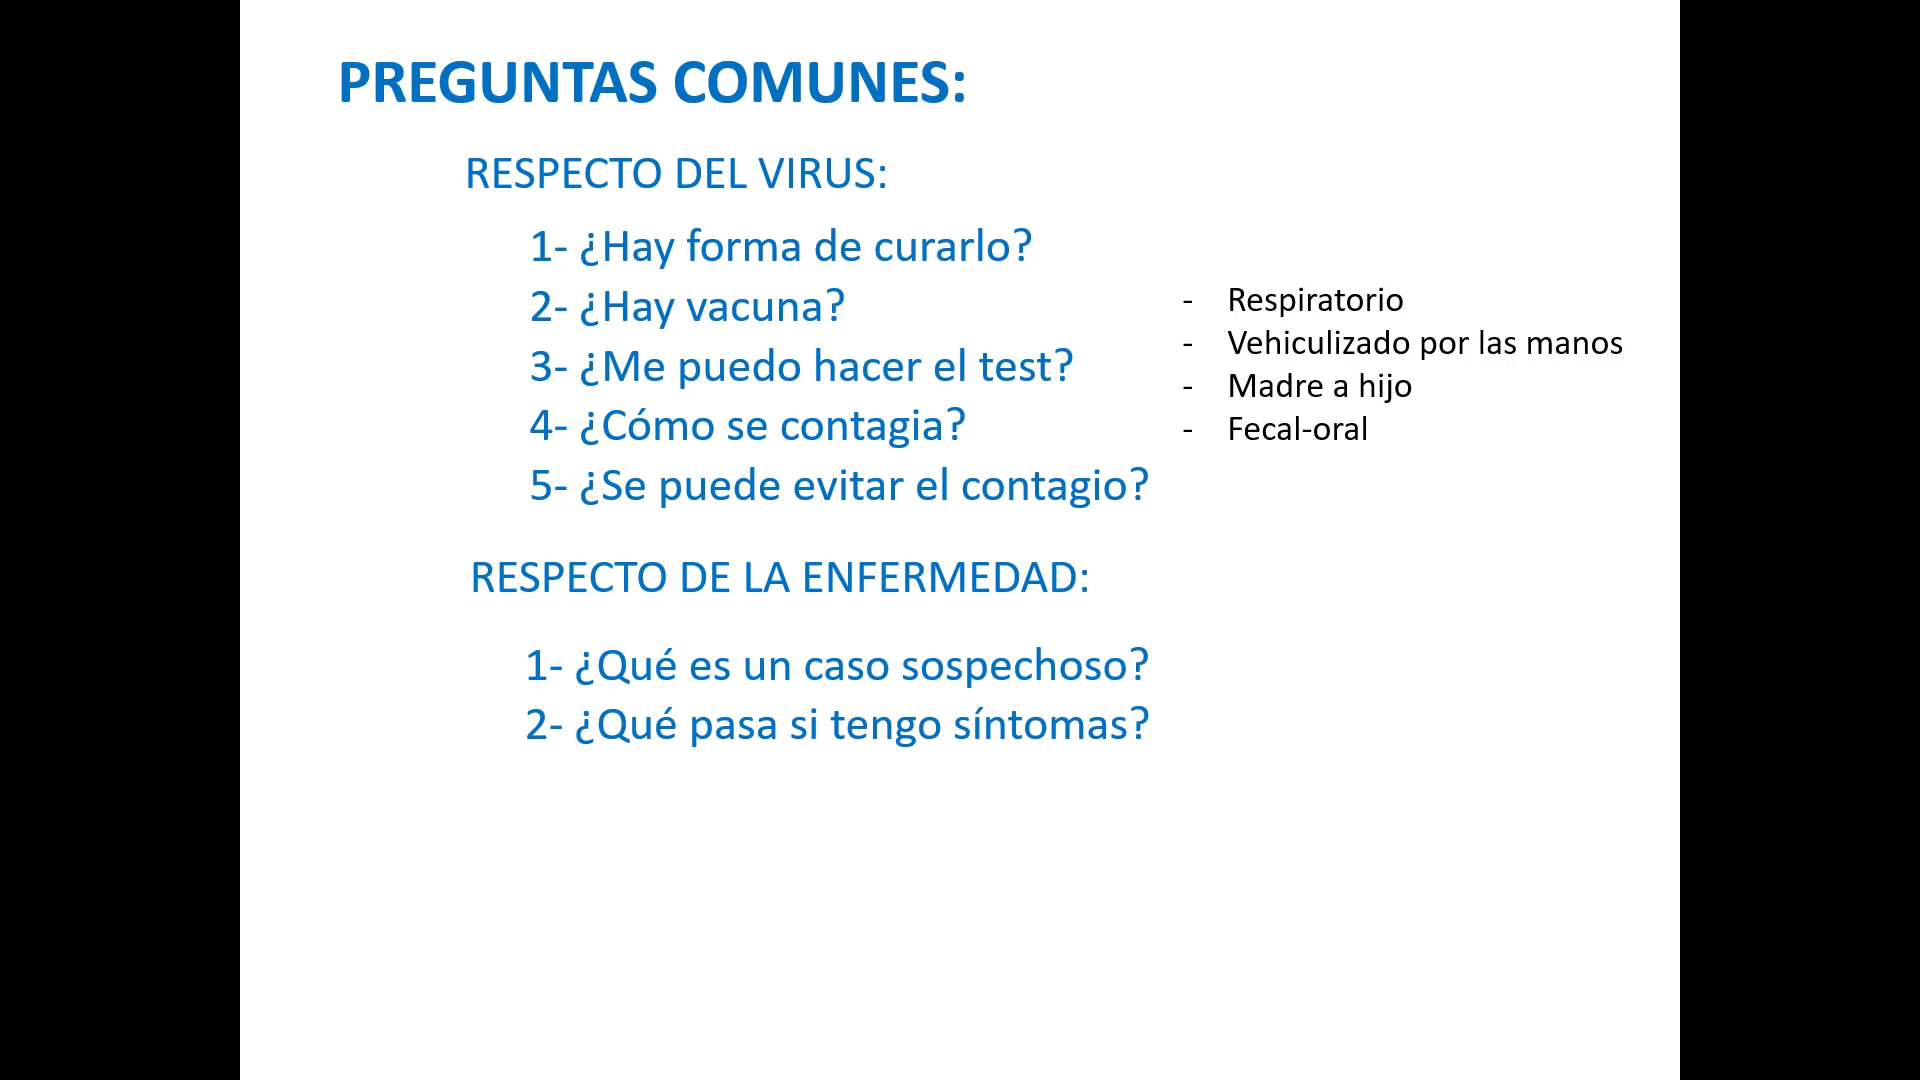 PREGUNTAS COMUNES:
RESPECTO DEL VIRUS:
1- ¿Hay forma de curarlo?
2- ¿Hay vacuna?
3- ¿Me puedo hacer el test?
4- ¿Cómo se contagia?
5- ¿Se puede evitar el contagio?
- Respiratorio
- Vehiculizado por las manos
- Madre a hijo
- Fecal-oral
RESPECTO DE LA ENFERMEDAD:
1- ¿Qué es un caso sospechoso?
2- ¿Qué pasa si tengo síntomas?